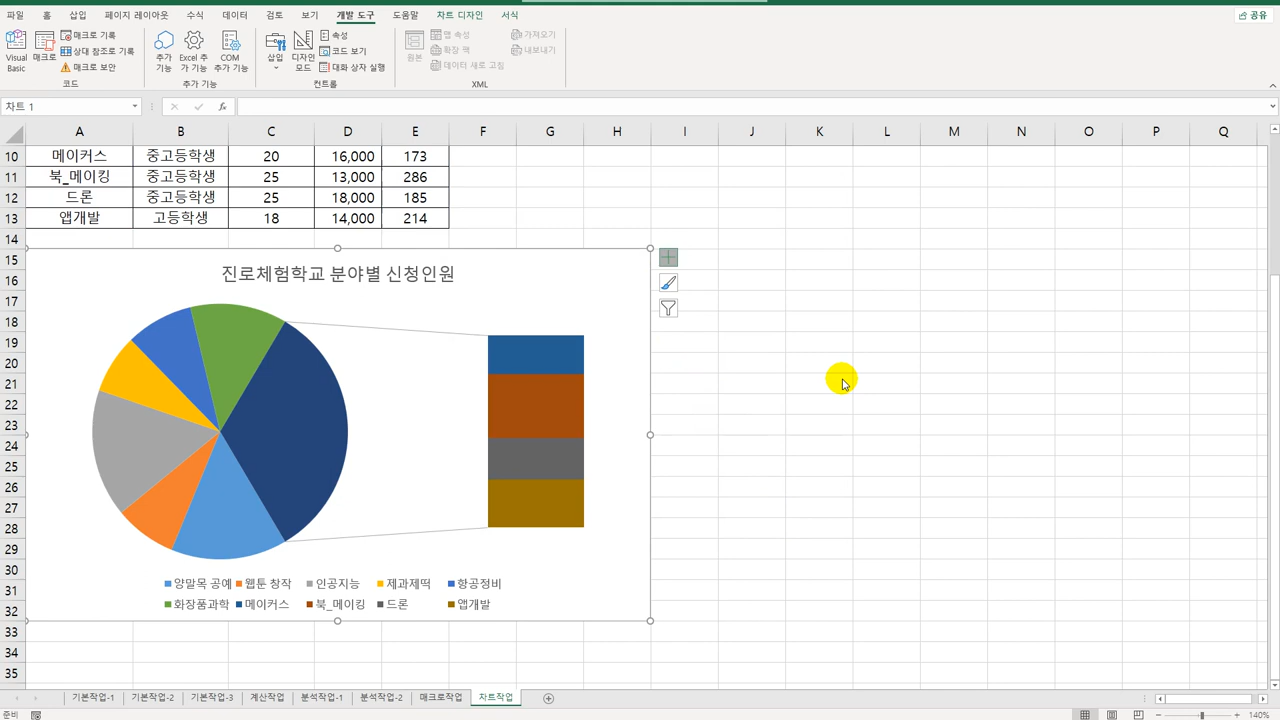 파일 홈 삽입 페이지 레이아웃 수식 데이터 검토 보기 개발 도구 도움말 차트 디자인 서식 공유
Visual Basic
매크로
매크로 기록
상대 참조로 기록
매크로 보안
코드
추가 기능
Excel 추가 기능
COM 추가 기능
추가 기능
삽입
디자인 모드
속성
코드 보기
대화 상자 실행
컨트롤
원본
맵 속성
확장 팩
데이터 새로 고침
가져오기
내보내기
XML
차트 1 fx
A B C D E F G H I J K L M N O P Q
10 메이커스 중고등학생 20 16,000 173
11 북_메이킹 중고등학생 25 13,000 286
12 드론 중고등학생 25 18,000 185
13 앱개발 고등학생 18 14,000 214
14
15
16
17
18
19
20
21
22
23
24
25
26
27
28
29
30
31
32
33
34
35
진로체험학교 분야별 신청인원
양말목 공예 웹툰 창작 인공지능 제과제떡 항공정비
화장품과학 메이커스 북_메이킹 드론 앱개발
기본작업-1 기본작업-2 기본작업-3 계산작업 분석작업-1 분석작업-2 매크로작업 차트작업
준비 140%